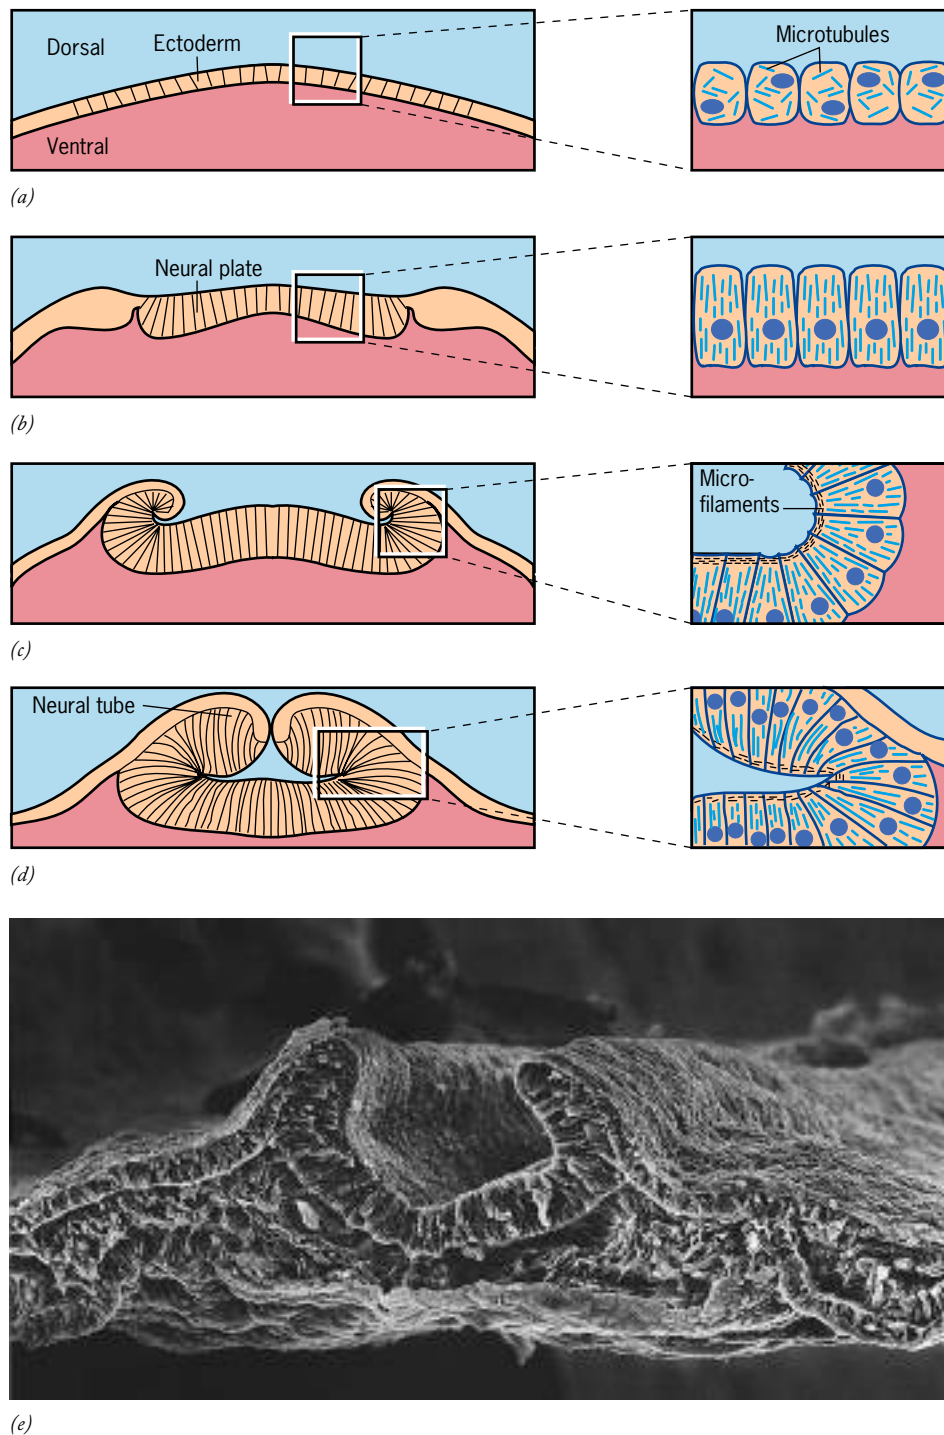 Dorsal
Ectoderm
Ventral
Microtubules
(a)
Neural plate
(b)
Micro-
filaments
(c)
Neural tube
(d)
(e)